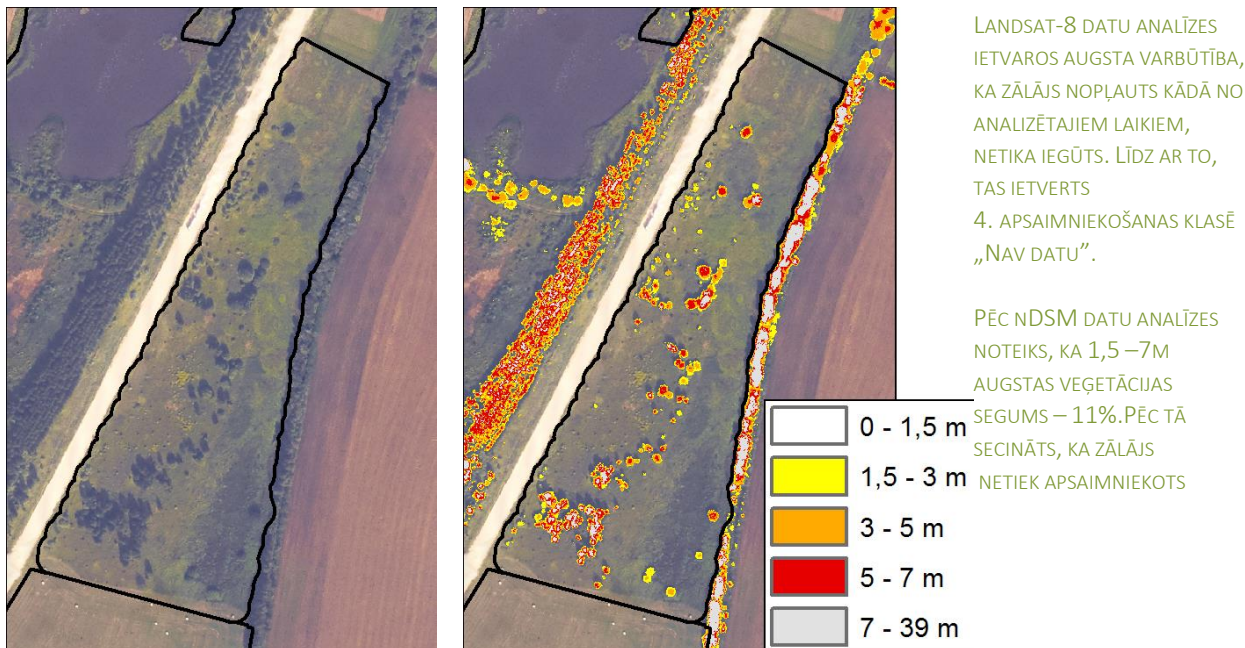 LANDSAT-8 DATU ANALĪZES
IETVAROS AUGSTA VARBŪTĪBA,
KA ZĀLĀJS NOPĻAUTS KĀDĀ NO
ANALIZĒTAJIEM LAIKIEM,
NETIKA IEGŪTS. LĪDZ AR TO,
TAS IETVERTS
4. APSAIMNIEKOŠANAS KLASĒ
„NAV DATU”.
PĒC NDSM DATU ANALĪZES
NOTEIKS, KA 1,5 –7M
AUGSTAS VEĢETĀCIJAS
SEGUMS – 11%.PĒC TĀ
SECINĀTS, KA ZĀLĀJS
NETIEK APSAIMNIEKOTS
0 - 1,5 m
1,5 - 3 m
3 - 5 m
5 - 7 m
7 - 39 m